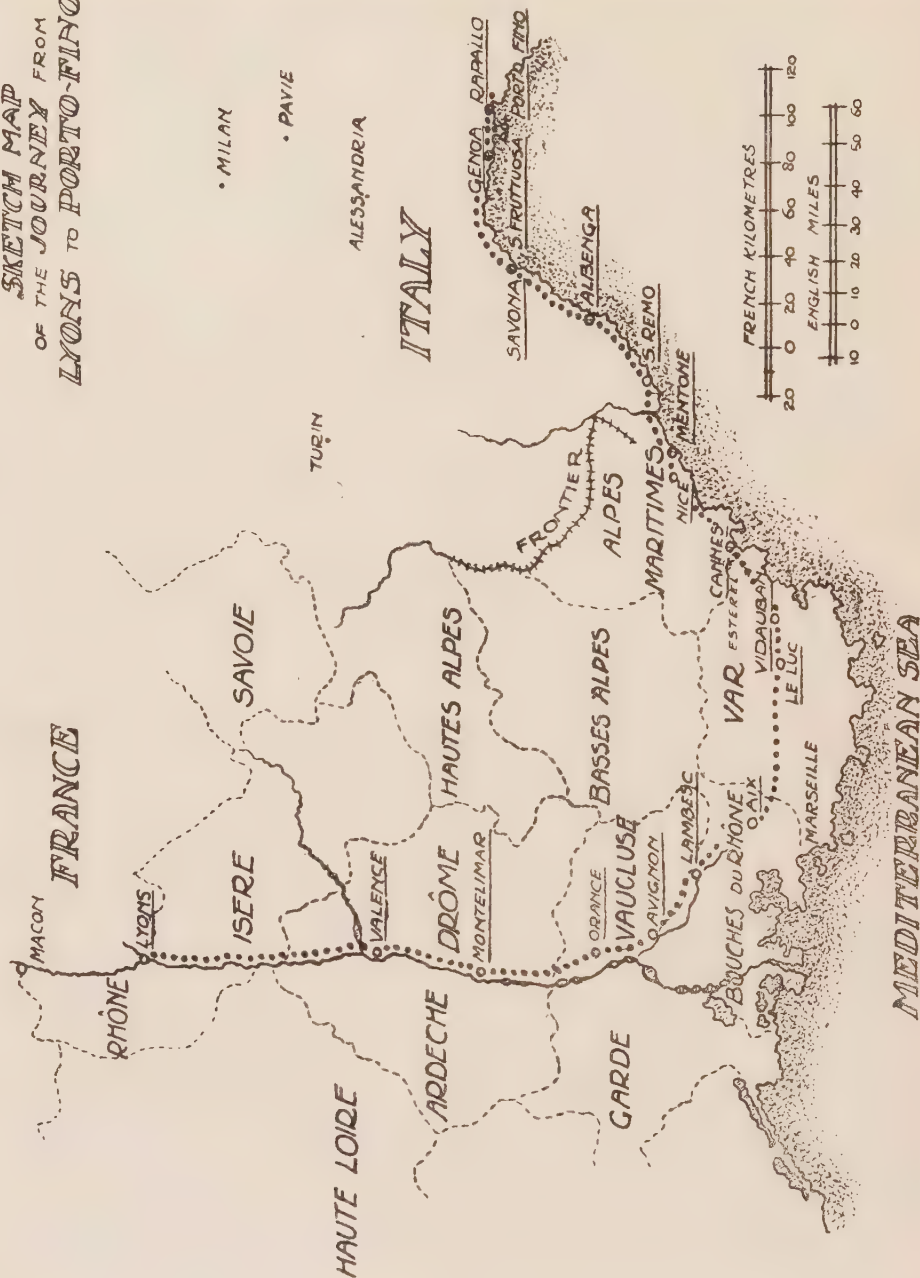 SKETCH MAP
OF THE JOURNEY FROM
LYONS TO PORTO-FINO
FRANCE
MACON
LYONS
RHÔNE
ISERE
SAVOIE
MILAN
PAVIE
TURIN
ALESSANDRIA
ITALY
HAUTE LOIRE
VALENCE
ARDECHE
DRÔME
MONTELIMAR
HAUTES ALPES
FRONTIER
ALPES
MARITIMES
BASSES ALPES
GENOA
RAPALLO
SAVONA
S. FRUTTUOSA
PORTO FINO
ALBENGA
S. REMO
MENTONE
NICE
CANNES
ESTEREL
VAR
VIDAUBAN
LE LUC
GARDE
ORANGE
VAUCLUSE
AVIGNON
LAMBESC
BOUCHES DU RHÔNE
AIX
MARSEILLE
MEDITERRANEAN SEA
FRENCH KILOMETRES
20 0 20 40 60 80 100 120
ENGLISH MILES
10 0 10 20 30 40 50 60